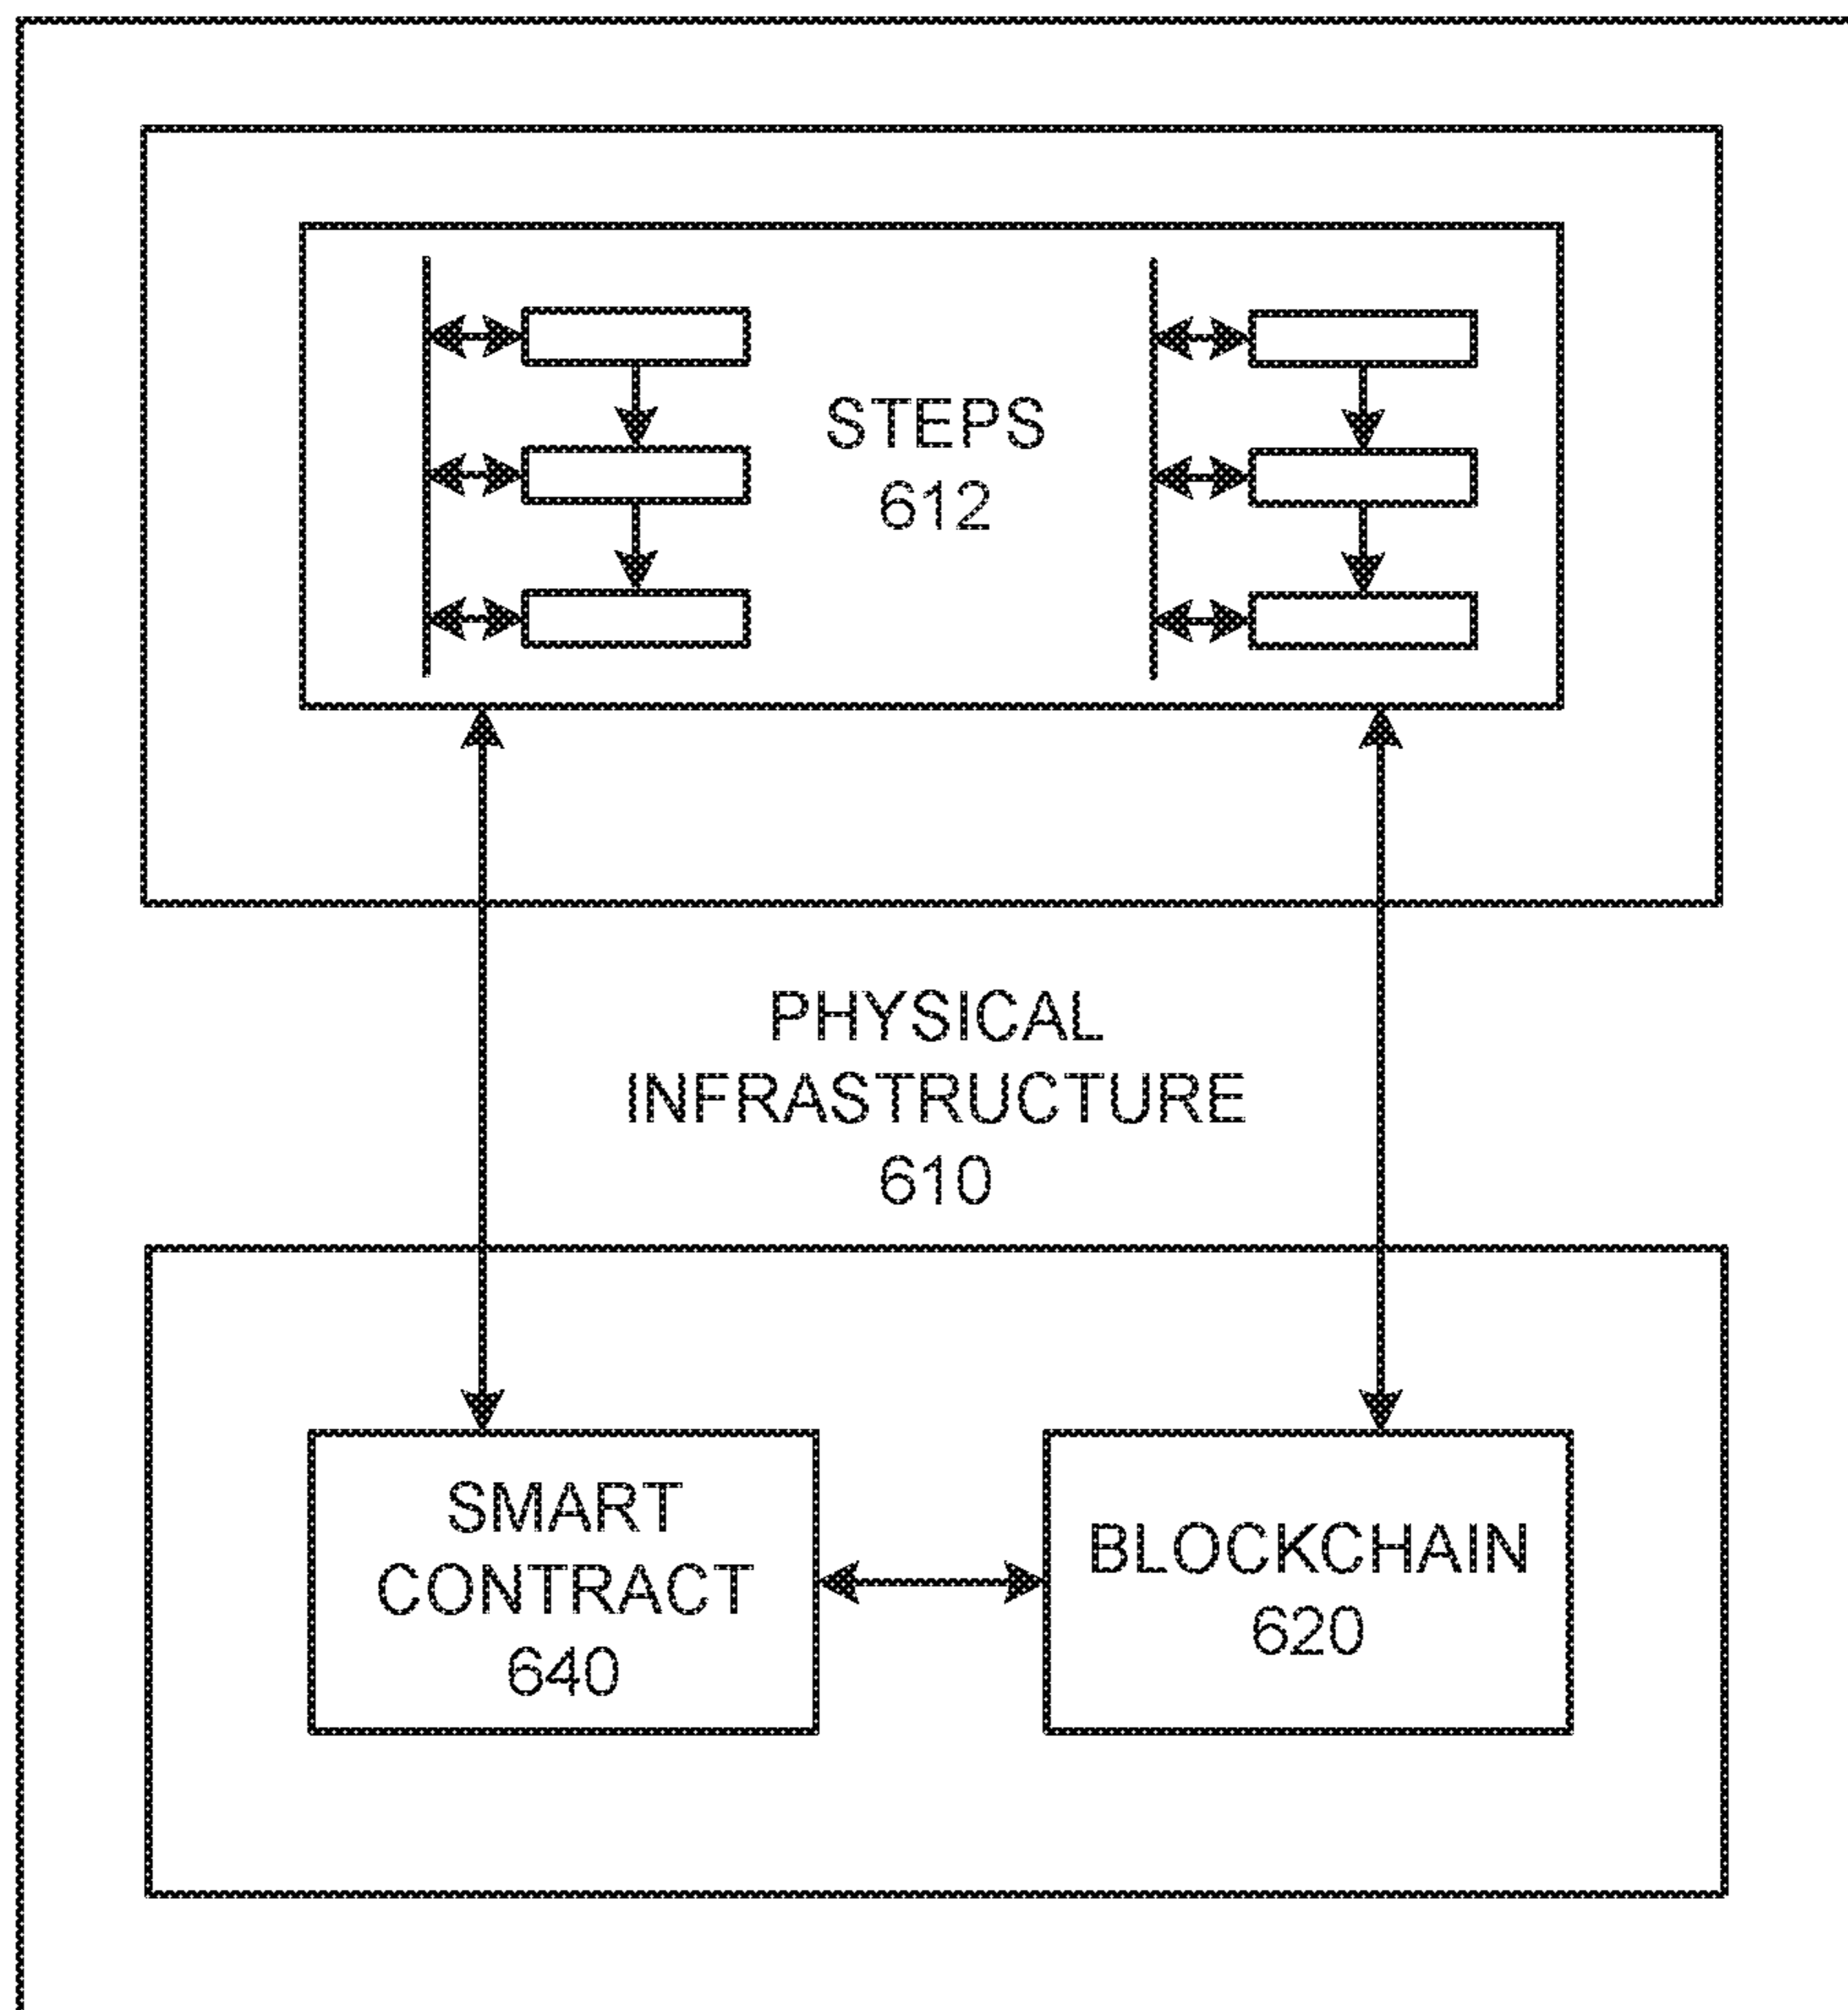 STEPS
612
PHYSICAL
INFRASTRUCTURE
610
SMART
CONTRACT
640
BLOCKCHAIN
620